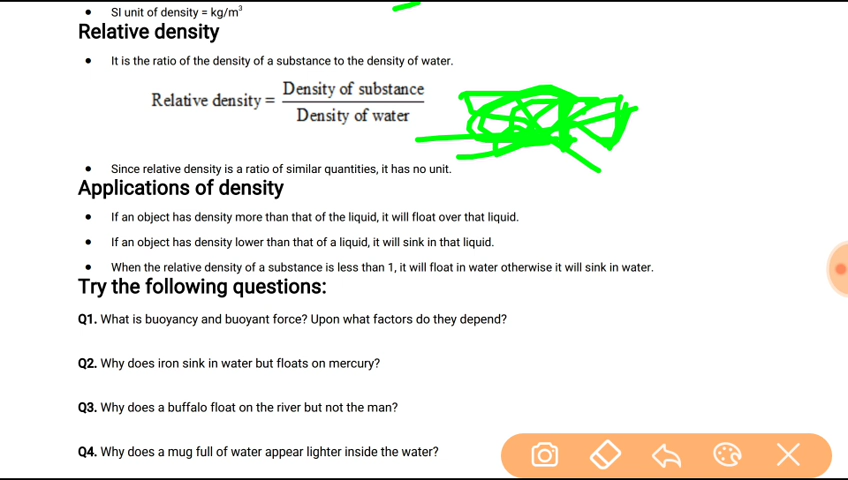 • SI unit of density = kg/m³
Relative density
• It is the ratio of the density of a substance to the density of water.
Relative density = Density of substance / Density of water
• Since relative density is a ratio of similar quantities, it has no unit.
Applications of density
• If an object has density more than that of the liquid, it will float over that liquid.
• If an object has density lower than that of a liquid, it will sink in that liquid.
• When the relative density of a substance is less than 1, it will float in water otherwise it will sink in water.
Try the following questions:
Q1. What is buoyancy and buoyant force? Upon what factors do they depend?
Q2. Why does iron sink in water but floats on mercury?
Q3. Why does a buffalo float on the river but not the man?
Q4. Why does a mug full of water appear lighter inside the water?